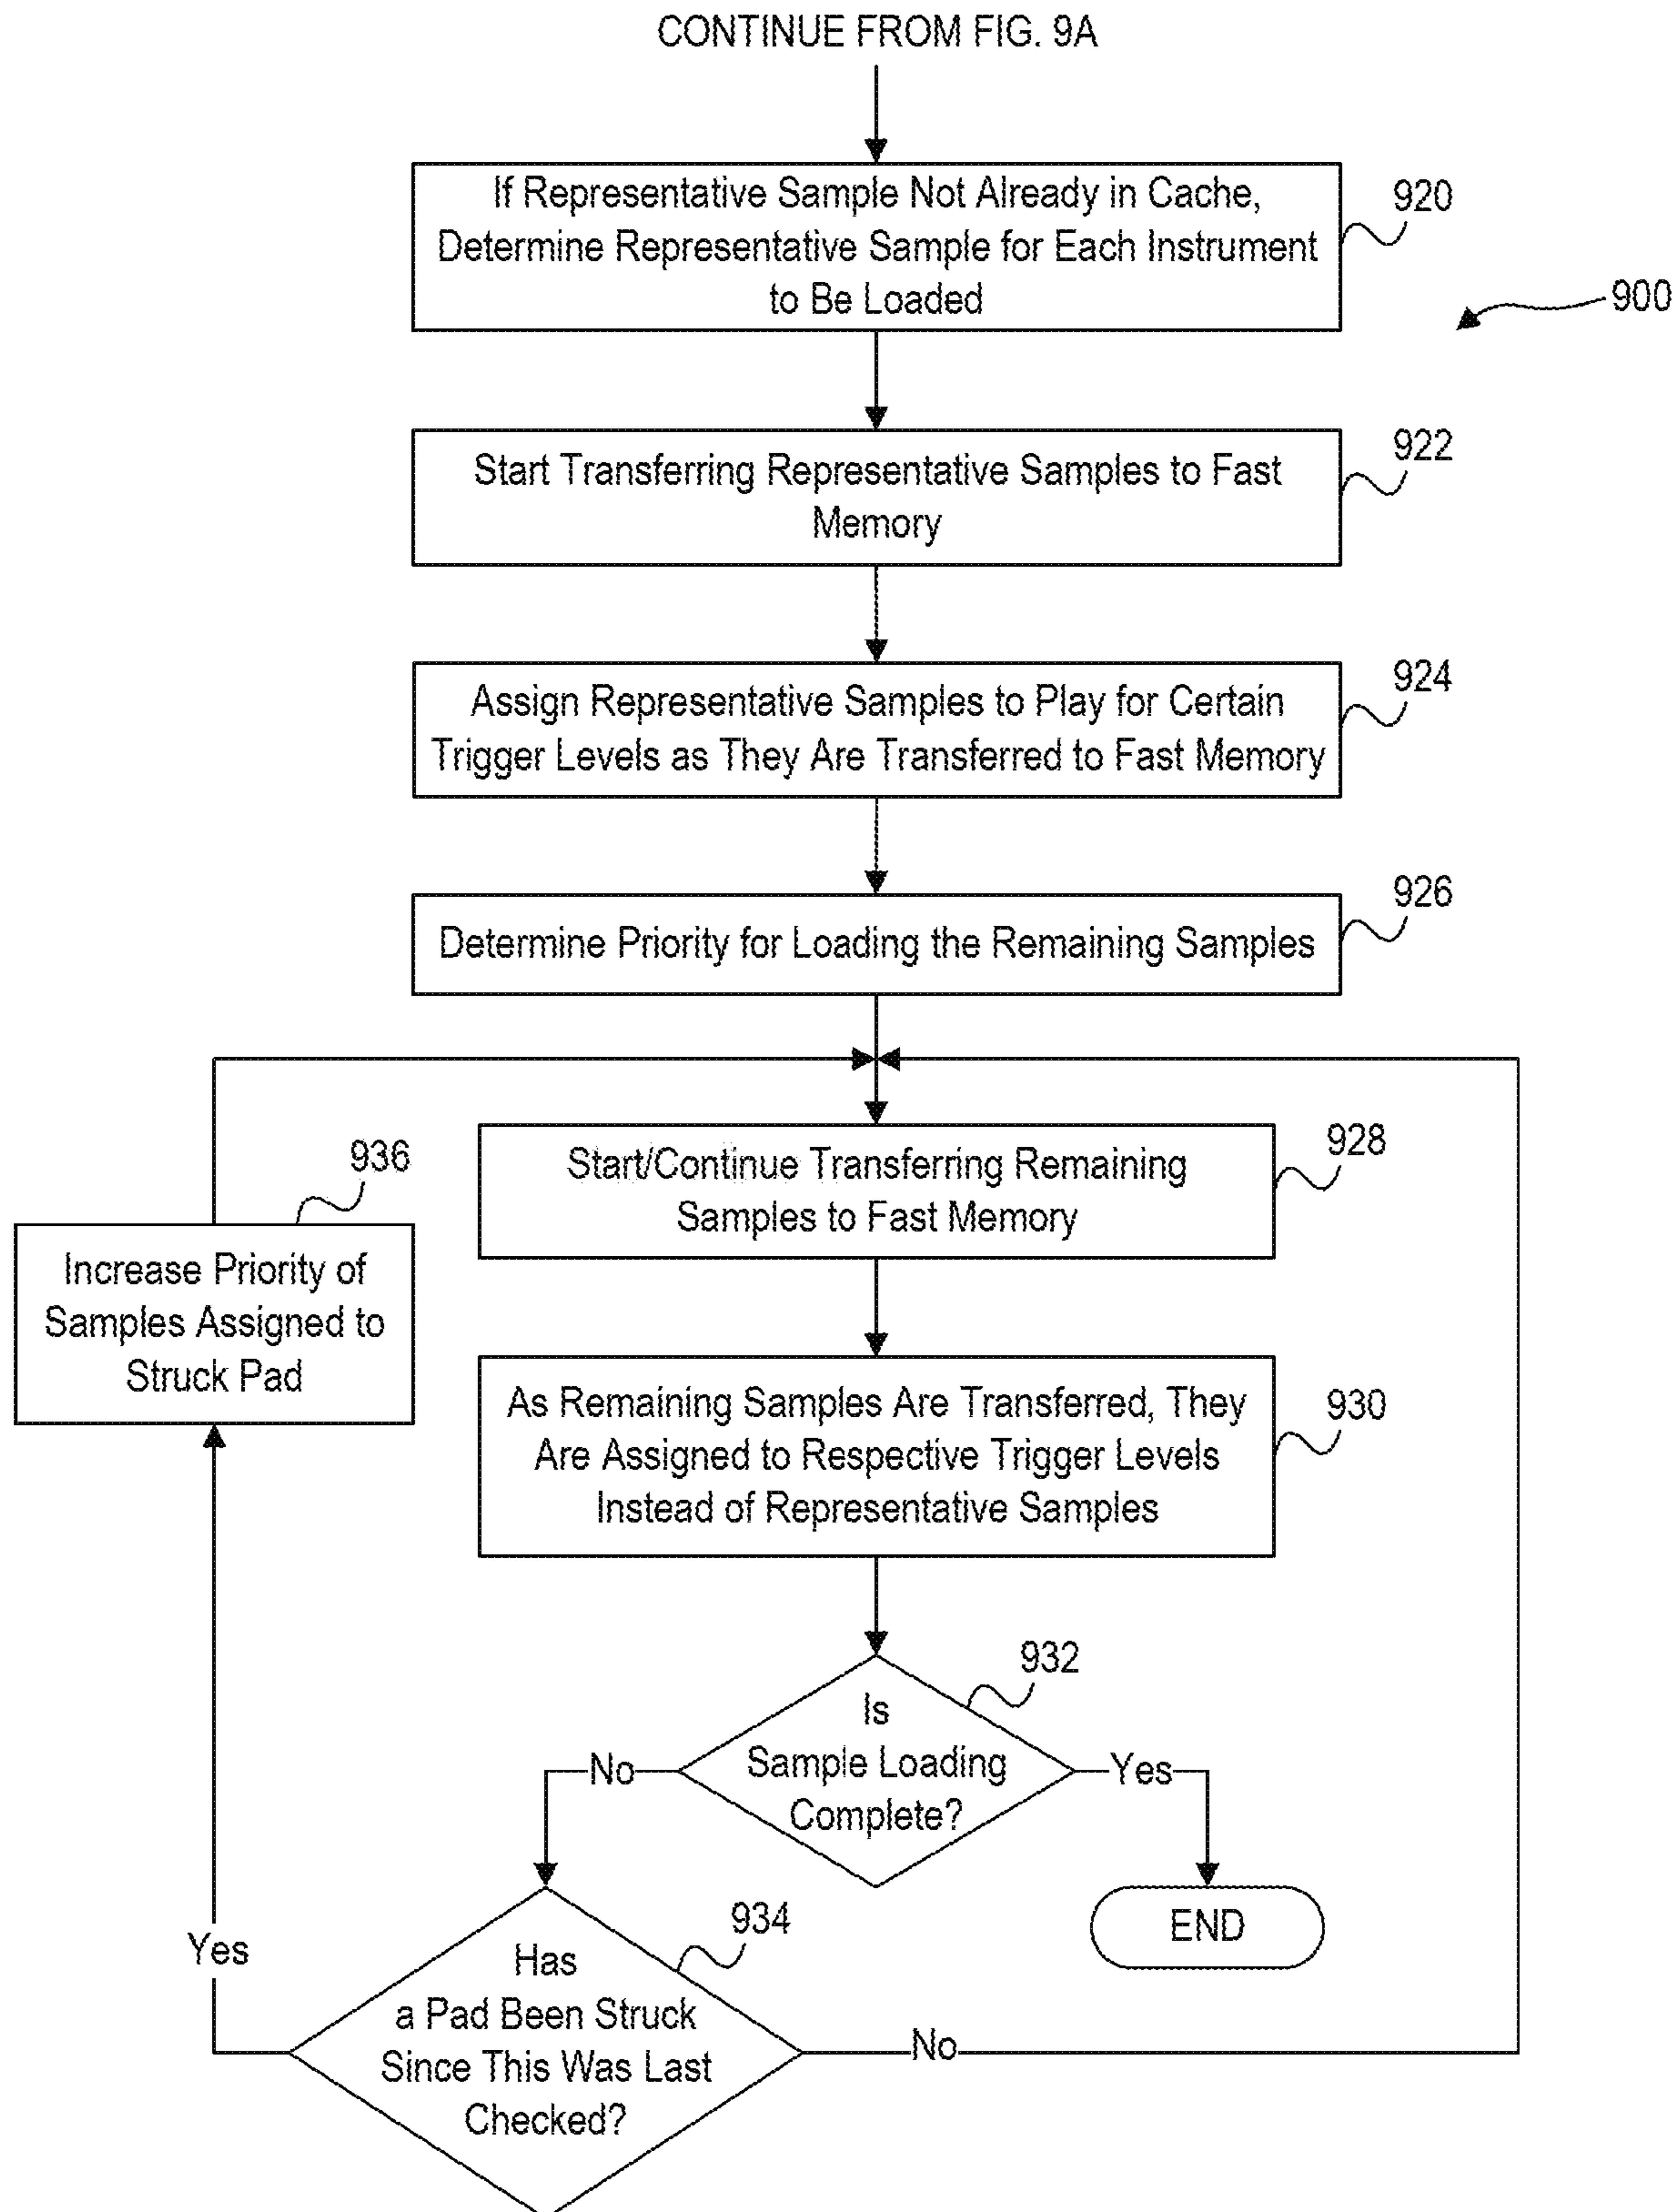 CONTINUE FROM FIG. 9A
If Representative Sample Not Already in Cache,
Determine Representative Sample for Each Instrument
to Be Loaded
920
900
Start Transferring Representative Samples to Fast
Memory
922
Assign Representative Samples to Play for Certain
Trigger Levels as They Are Transferred to Fast Memory
924
Determine Priority for Loading the Remaining Samples
926
Start/Continue Transferring Remaining
Samples to Fast Memory
928
936
Increase Priority of
Samples Assigned to
Struck Pad
As Remaining Samples Are Transferred, They
Are Assigned to Respective Trigger Levels
Instead of Representative Samples
930
Is
Sample Loading
Complete?
932
No
Yes
END
Has
a Pad Been Struck
Since This Was Last
Checked?
934
Yes
No